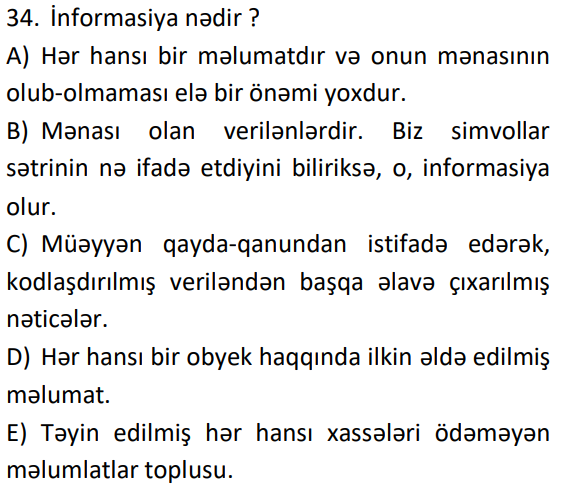 34. İnformasiya nədir ?
A) Hər hansı bir məlumatdır və onun mənasının
olub-olmaması elə bir önəmi yoxdur.
B) Mənası olan verilənlərdir. Biz simvollar
sətrinin nə ifadə etdiyini biliriksə, o, informasiya
olur.
C) Müəyyən qayda-qanundan istifadə edərək,
kodlaşdırılmış veriləndən başqa əlavə çıxarılmış
nəticələr.
D) Hər hansı bir obyek haqqında ilkin əldə edilmiş
məlumat.
E) Təyin edilmiş hər hansı xassələri ödəməyən
məlumlatlar toplusu.